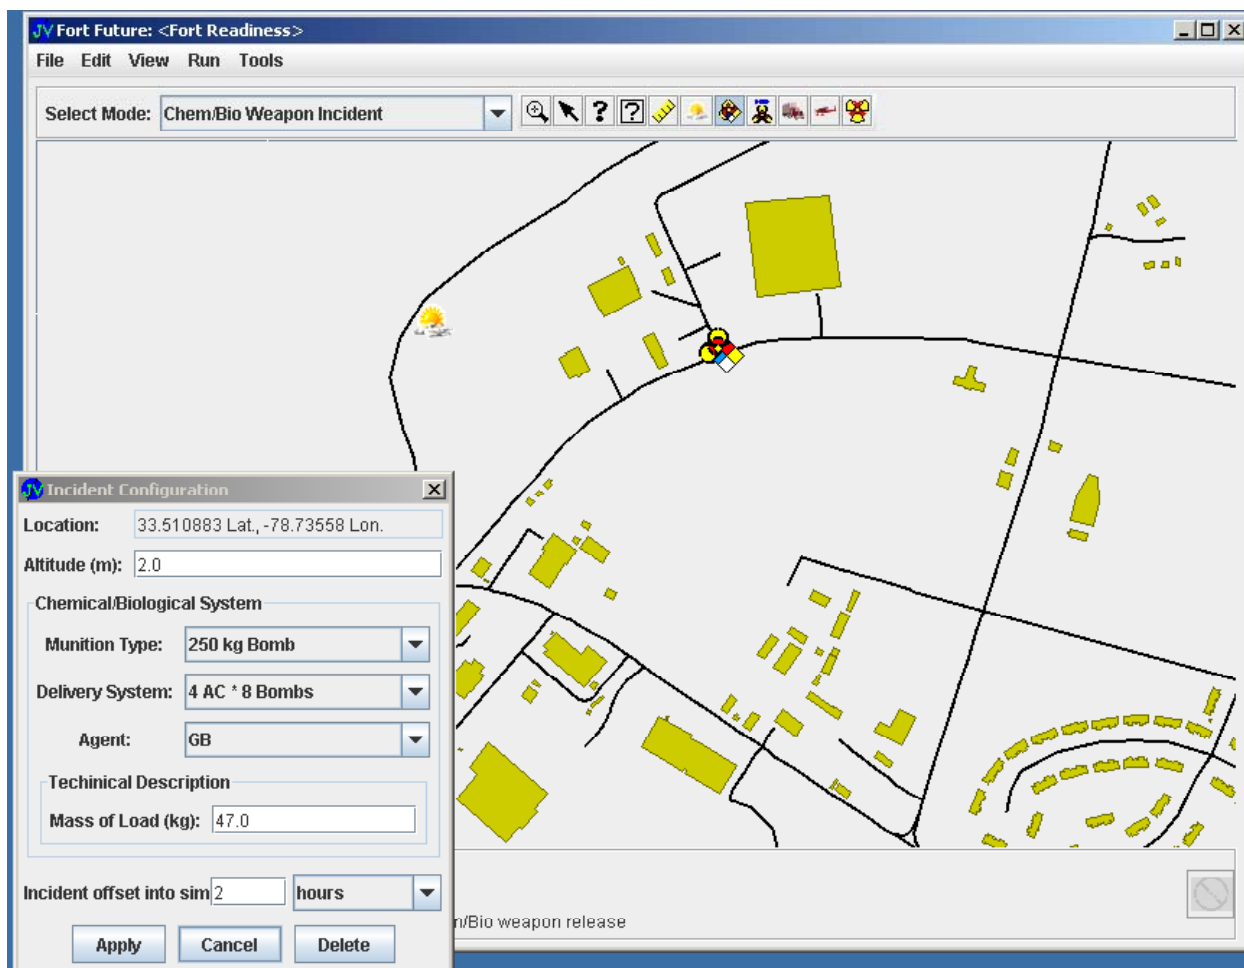 JV Fort Future: <Fort Readiness>
File Edit View Run Tools
Select Mode: Chem/Bio Weapon Incident
? ?
JV Incident Configuration
Location: 33.510883 Lat., -78.73558 Lon.
Altitude (m): 2.0
Chemical/Biological System
Munition Type: 250 kg Bomb
Delivery System: 4 AC * 8 Bombs
Agent: GB
Techinical Description
Mass of Load (kg): 47.0
Incident offset into sim 2 hours
Apply Cancel Delete
/Bio weapon release